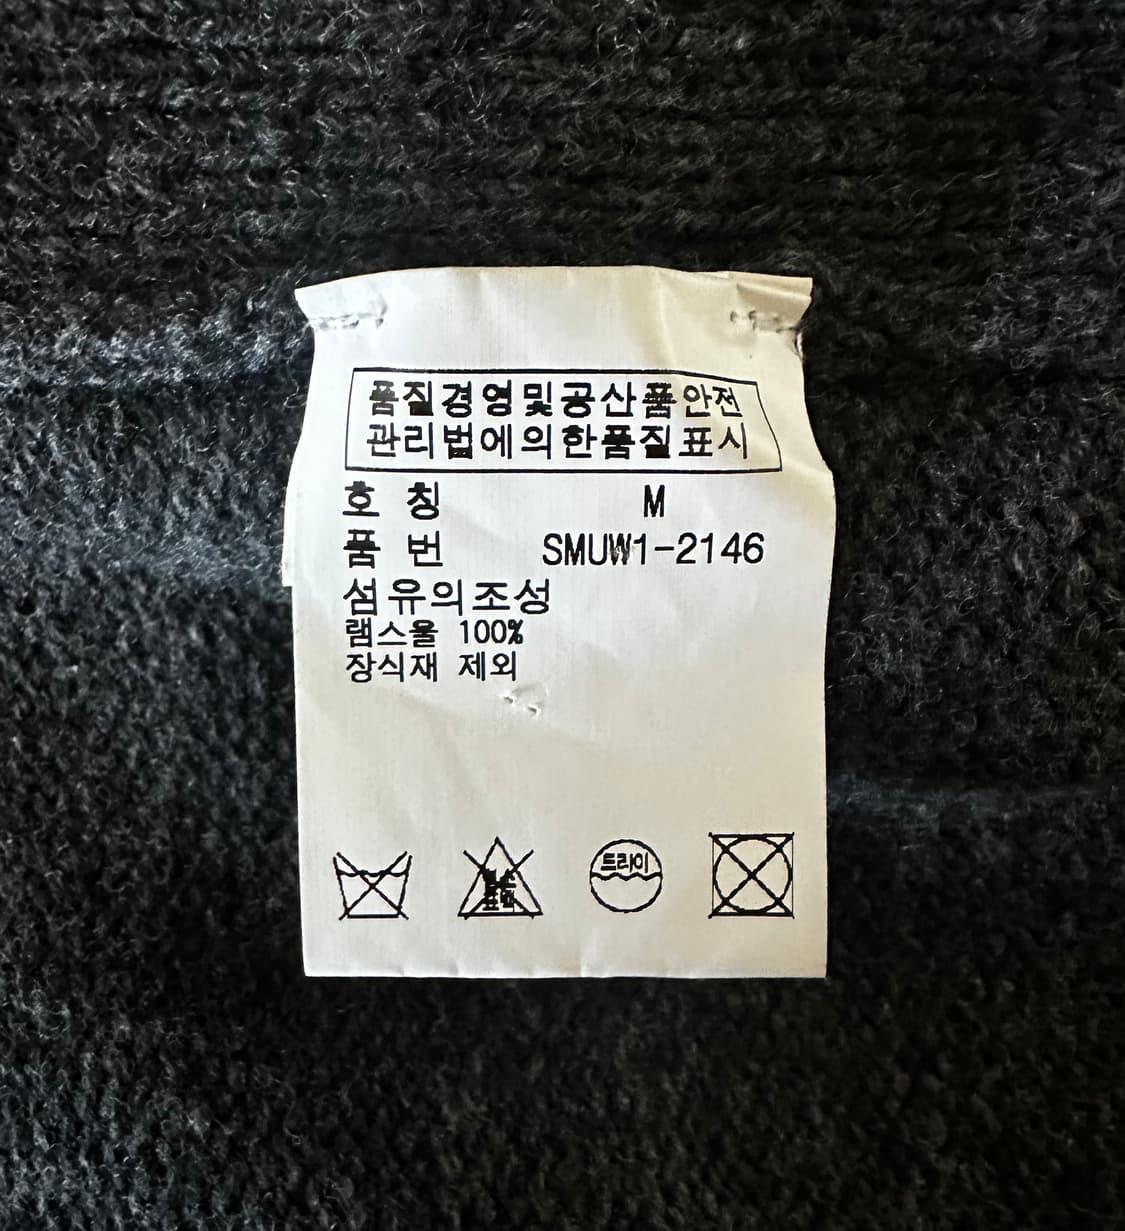 품질경영및공산품안전
관리법에의한품질표시
호 칭 M
품 번 SMUW1-2146
섬유의조성
램스울 100%
장식재 제외
드라이